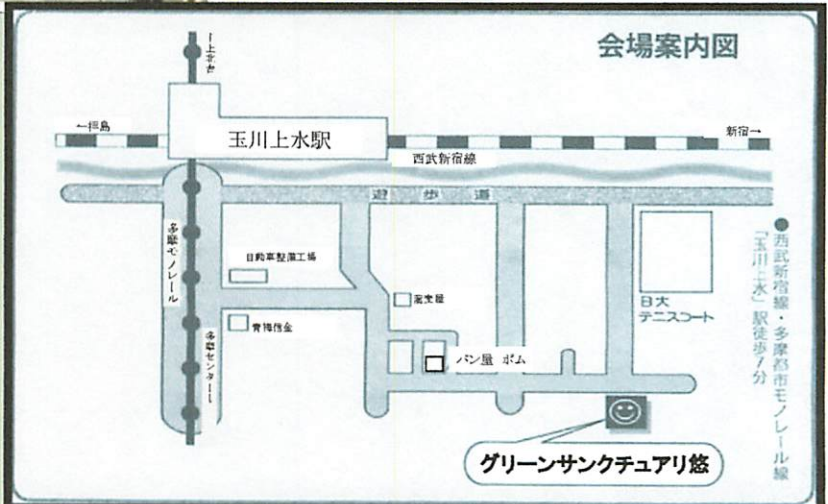 会場案内図
↑上北台
←拝島
玉川上水駅
新宿→
西武新宿線
遊歩道
多摩モノレール
自動車整備工場
青梅信金
多摩センター↓
蕎麦屋
パン屋 ボム
日大
テニスコート
●西武新宿線・多摩都市モノレール線
「玉川上水」駅徒歩7分
グリーンサンクチュアリ悠